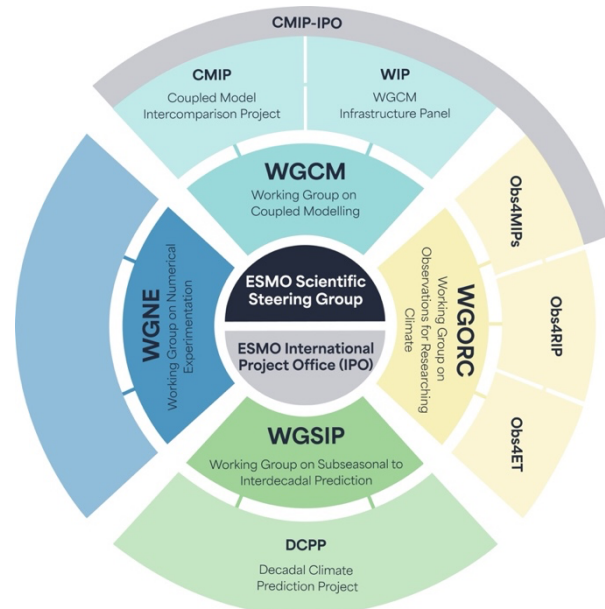 CMIP-IPO
CMIP
Coupled Model
Intercomparison Project
WIP
WGCM
Infrastructure Panel
WGCM
Working Group on
Coupled Modelling
WGNE
Working Group on Numerical
Experimentation
ESMO Scientific
Steering Group
ESMO International
Project Office (IPO)
WGORC
Working Group on
Observations for Researching
Climate
Obs4MIPs
Obs4RIP
Obs4ET
WGSIP
Working Group on Subseasonal to
Interdecadal Prediction
DCPP
Decadal Climate
Prediction Project